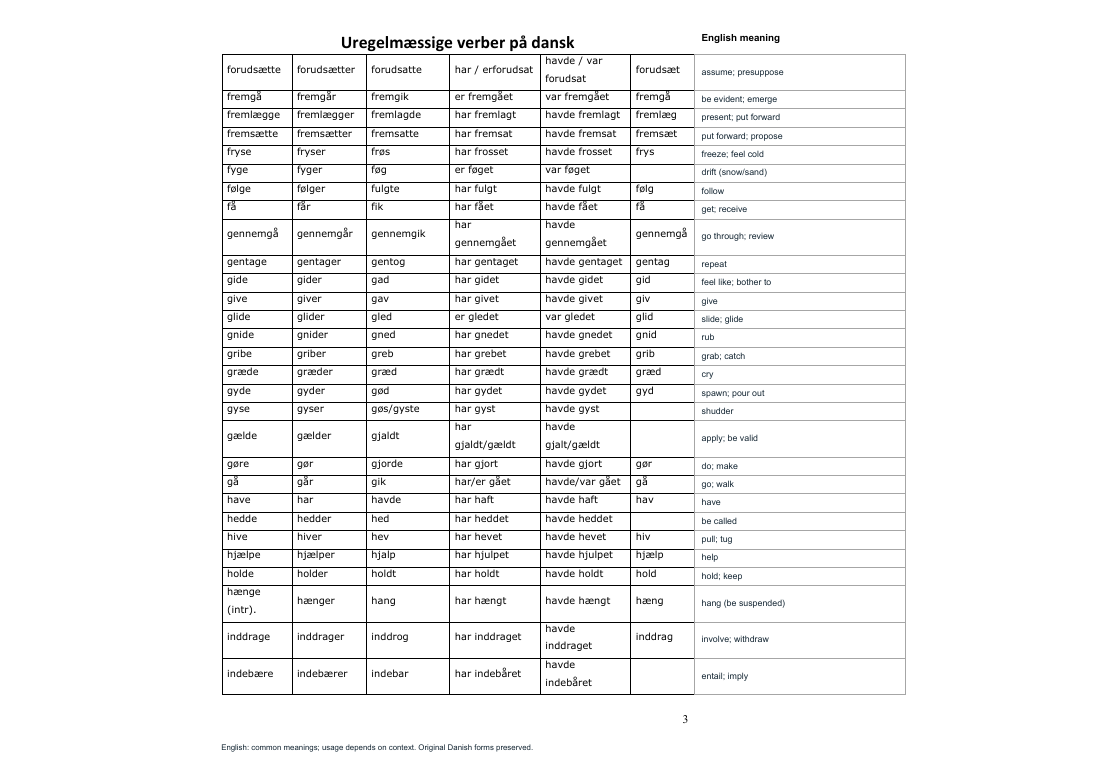 Uregelmæssige verber på dansk English meaning
forudsætte forudsætter forudsatte har / erforudsat havde / var forudsat forudsæt assume; presuppose
fremgå fremgår fremgik er fremgået var fremgået fremgå be evident; emerge
fremlægge fremlægger fremlagde har fremlagt havde fremlagt fremlæg present; put forward
fremsætte fremsætter fremsatte har fremsat havde fremsat fremsæt put forward; propose
fryse fryser frøs har frosset havde frosset frys freeze; feel cold
fyge fyger føg er føget var føget drift (snow/sand)
følge følger fulgte har fulgt havde fulgt følg follow
få får fik har fået havde fået få get; receive
gennemgå gennemgår gennemgik har gennemgået havde gennemgået gennemgå go through; review
gentage gentager gentog har gentaget havde gentaget gentag repeat
gide gider gad har gidet havde gidet gid feel like; bother to
give giver gav har givet havde givet giv give
glide glider gled er gledet var gledet glid slide; glide
gnide gnider gned har gnedet havde gnedet gnid rub
gribe griber greb har grebet havde grebet grib grab; catch
græde græder græd har grædt havde grædt græd cry
gyde gyder gød har gydet havde gydet gyd spawn; pour out
gyse gyser gøs/gyste har gyst havde gyst shudder
gælde gælder gjaldt har gjaldt/gældt havde gjalt/gældt apply; be valid
gøre gør gjorde har gjort havde gjort gør do; make
gå går gik har/er gået havde/var gået gå go; walk
have har havde har haft havde haft hav have
hedde hedder hed har heddet havde heddet be called
hive hiver hev har hevet havde hevet hiv pull; tug
hjælpe hjælper hjalp har hjulpet havde hjulpet hjælp help
holde holder holdt har holdt havde holdt hold hold; keep
hænge (intr). hænger hang har hængt havde hængt hæng hang (be suspended)
inddrage inddrager inddrog har inddraget havde inddraget inddrag involve; withdraw
indebære indebærer indebar har indebåret havde indebåret entail; imply
3
English: common meanings; usage depends on context. Original Danish forms preserved.